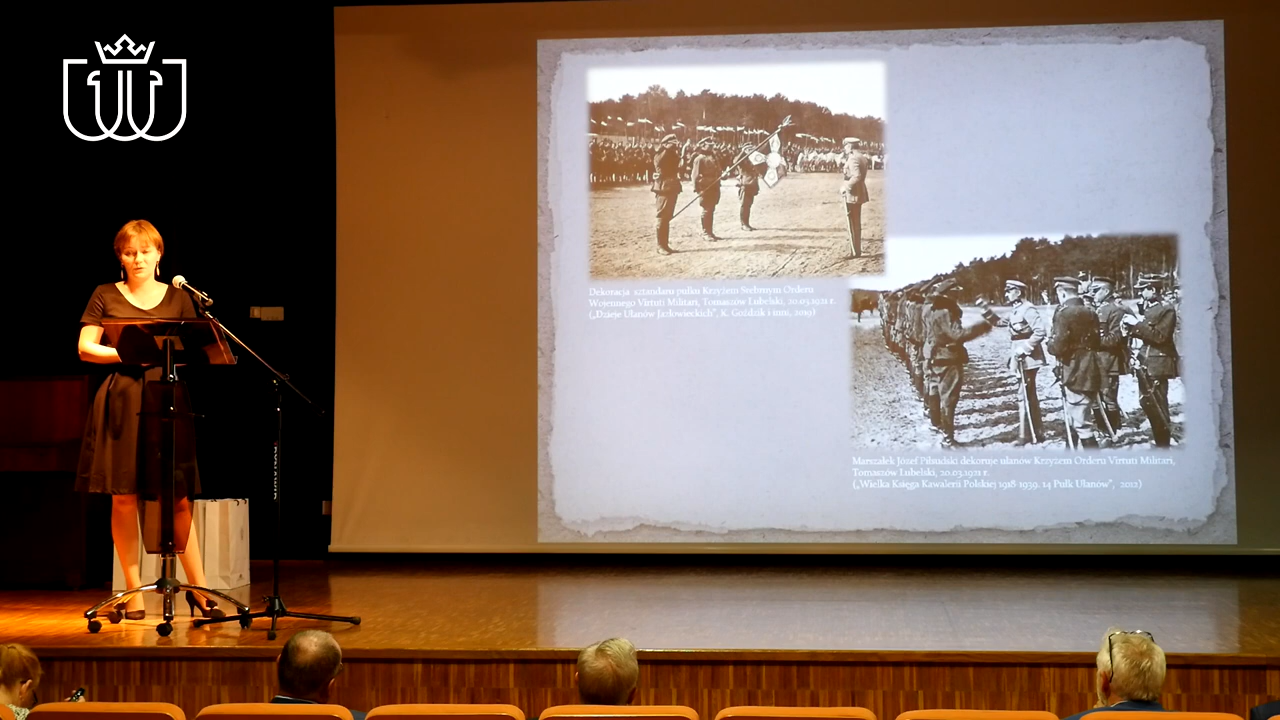 Dekoracja sztandaru pułku Krzyżem Srebrnym Orderu
Wojennego Virtuti Militari, Tomaszów Lubelski, 20.03.1921 r.
(„Dzieje Ułanów Jazłowieckich", K. Goździk i inni, 2019)
Marszałek Józef Piłsudski dekoruje ułanów Krzyżem Orderu Virtuti Militari,
Tomaszów Lubelski, 20.03.1921 r.
(„Wielka Księga Kawalerii Polskiej 1918-1939. 14 Pułk Ułanów", 2012)